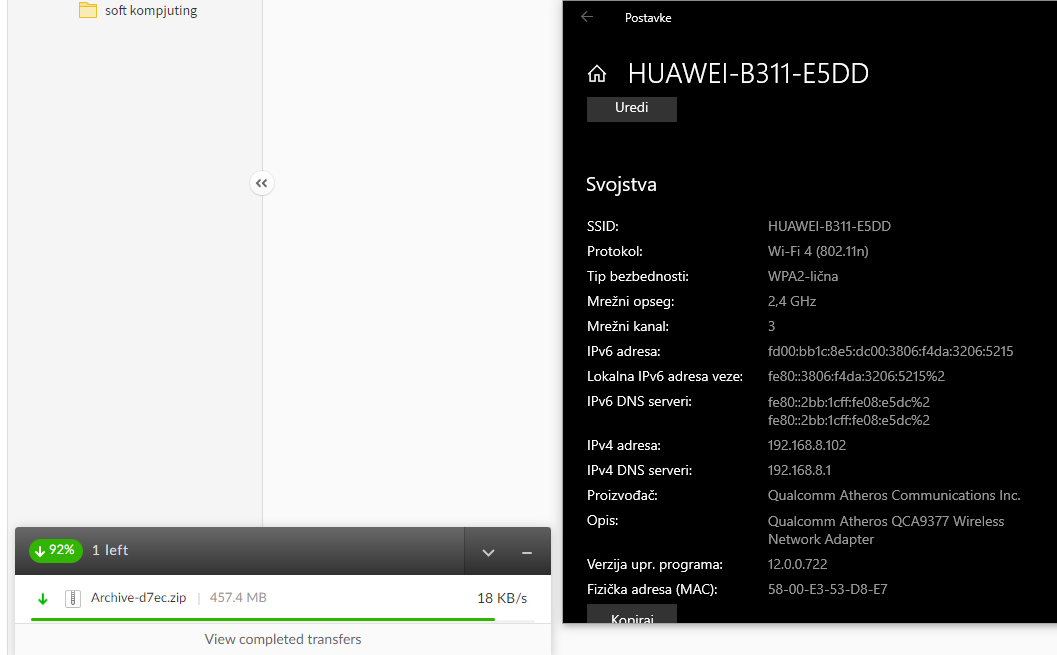 soft kompjuting
92%
1 left
Archive-d7ec.zip | 457.4 MB
18 KB/s
View completed transfers
Postavke
HUAWEI-B311-E5DD
Uredi
Svojstva
SSID: HUAWEI-B311-E5DD
Protokol: Wi-Fi 4 (802.11n)
Tip bezbednosti: WPA2-lična
Mrežni opseg: 2,4 GHz
Mrežni kanal: 3
IPv6 adresa: fd00:bb1c:8e5:dc00:3806:f4da:3206:5215
Lokalna IPv6 adresa veze: fe80::3806:f4da:3206:5215%2
IPv6 DNS serveri: fe80::2bb:1cff:fe08:e5dc%2
fe80::2bb:1cff:fe08:e5dc%2
IPv4 adresa: 192.168.8.102
IPv4 DNS serveri: 192.168.8.1
Proizvođač: Qualcomm Atheros Communications Inc.
Opis: Qualcomm Atheros QCA9377 Wireless
Network Adapter
Verzija upr. programa: 12.0.0.722
Fizička adresa (MAC): 58-00-E3-53-D8-E7
Kopiraj